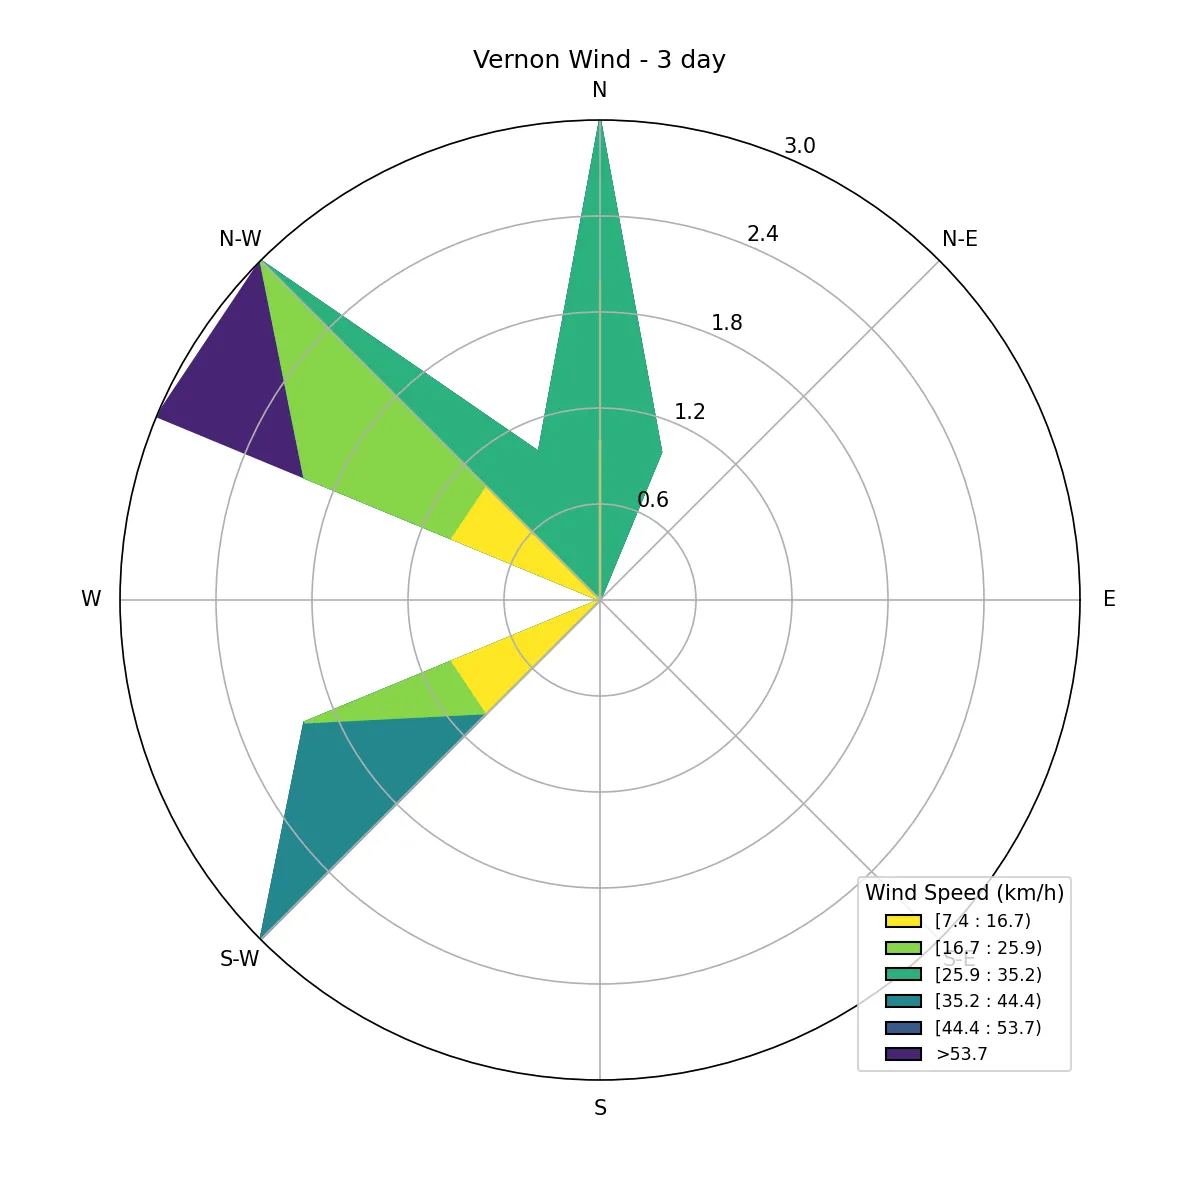 Vernon Wind - 3 day
N
3.0
2.4
N-W
N-E
1.8
1.2
0.6
W
E
S-W
S-E
Wind Speed (km/h)
[7.4 : 16.7)
[16.7 : 25.9)
[25.9 : 35.2)
[35.2 : 44.4)
[44.4 : 53.7)
>53.7
S